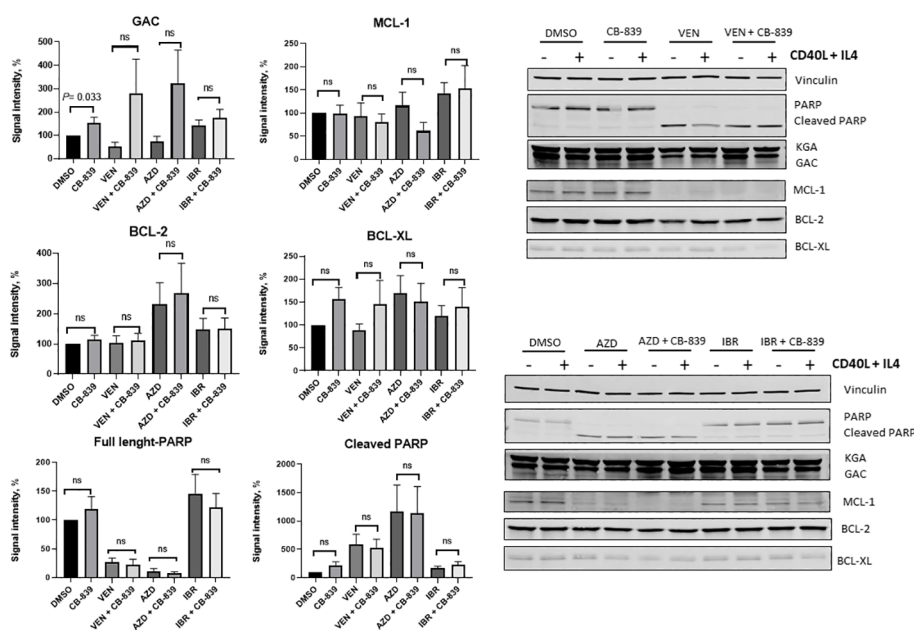 GAC
Signal intensity, %
500
400
300
200
100
0
P= 0.033
ns
ns
ns
DMSO
CB-839
VEN
VEN + CB-839
AZD
AZD + CB-839
IBR
IBR + CB-839
MCL-1
Signal intensity, %
250
200
150
100
50
0
ns
ns
ns
ns
DMSO
CB-839
VEN
VEN + CB-839
AZD
AZD + CB-839
IBR
IBR + CB-839
BCL-2
Signal intensity, %
400
300
200
100
0
ns
ns
ns
ns
DMSO
CB-839
VEN
VEN + CB-839
AZD
AZD + CB-839
IBR
IBR + CB-839
BCL-XL
Signal intensity, %
250
200
150
100
50
0
ns
ns
ns
ns
DMSO
CB-839
VEN
VEN + CB-839
AZD
AZD + CB-839
IBR
IBR + CB-839
Full lenght-PARP
Signal intensity, %
200
150
100
50
0
ns
ns
ns
ns
DMSO
CB-839
VEN
VEN + CB-839
AZD
AZD + CB-839
IBR
IBR + CB-839
Cleaved PARP
Signal intensity, %
2000
1500
1000
500
0
ns
ns
ns
ns
DMSO
CB-839
VEN
VEN + CB-839
AZD
AZD + CB-839
IBR
IBR + CB-839
DMSO CB-839 VEN VEN + CB-839
- + - + - + - + CD40L + IL4
Vinculin
PARP
Cleaved PARP
KGA
GAC
MCL-1
BCL-2
BCL-XL
DMSO AZD AZD + CB-839 IBR IBR + CB-839
- + - + - + - + - + CD40L + IL4
Vinculin
PARP
Cleaved PARP
KGA
GAC
MCL-1
BCL-2
BCL-XL